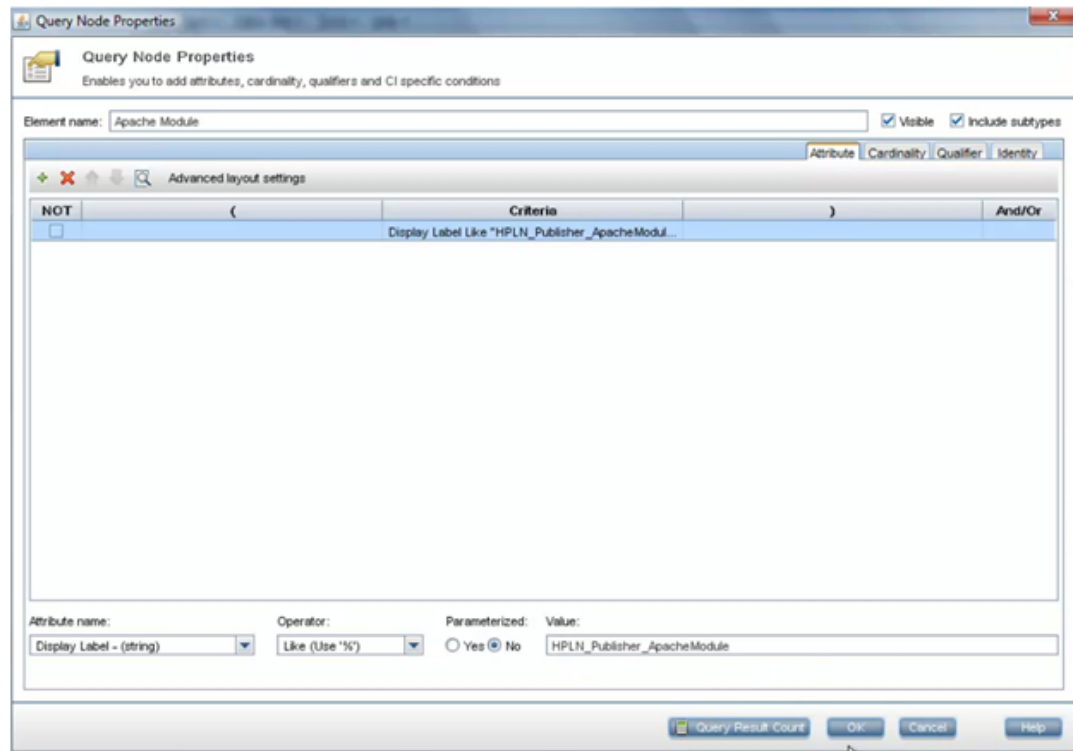 Query Node Properties
Query Node Properties
Enables you to add attributes, cardinality, qualifiers and CI specific conditions
Element name: Apache Module Visible Include subtypes
Attribute Cardinality Qualifier Identity
Advanced layout settings
NOT ( Criteria ) And/Or
Display Label Like "HPLN_Publisher_ApacheModul...
Attribute name: Operator: Parameterized: Value:
Display Label - (string) Like (Use '%') Yes No HPLN_Publisher_ApacheModule
Query Result Count OK Cancel Help